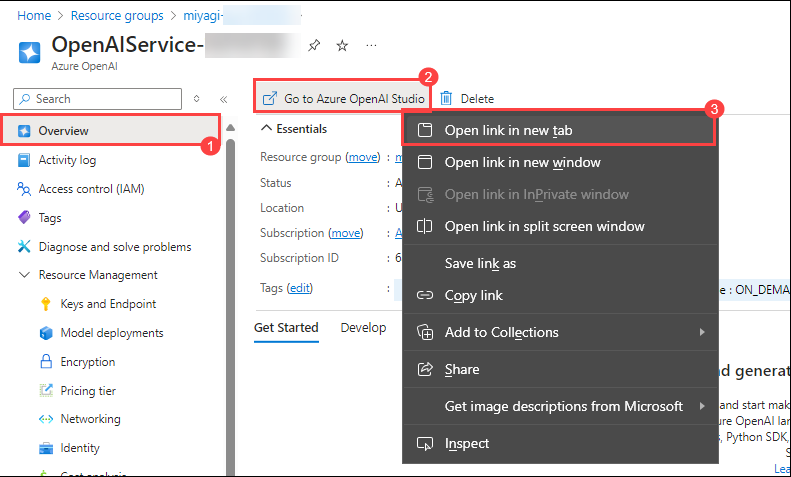 Home > Resource groups > miyagi-
OpenAIService-
Azure OpenAI
Search
Overview
1
Activity log
Access control (IAM)
Tags
Diagnose and solve problems
Resource Management
Keys and Endpoint
Model deployments
Encryption
Pricing tier
Networking
Identity
Cost analysis
2
Go to Azure OpenAI Studio
Delete
Essentials
Resource group (move) :
Status : A
Location : U
Subscription (move) : A
Subscription ID : 6
Tags (edit) :
Get Started Develop
3
Open link in new tab
Open link in new window
Open link in InPrivate window
Open link in split screen window
Save link as
Copy link
Add to Collections
Share
Get image descriptions from Microsoft
Inspect
e : ON_DEMA
d generat
and start mak
ure OpenAI lan
, Python SDK,
S
Lea